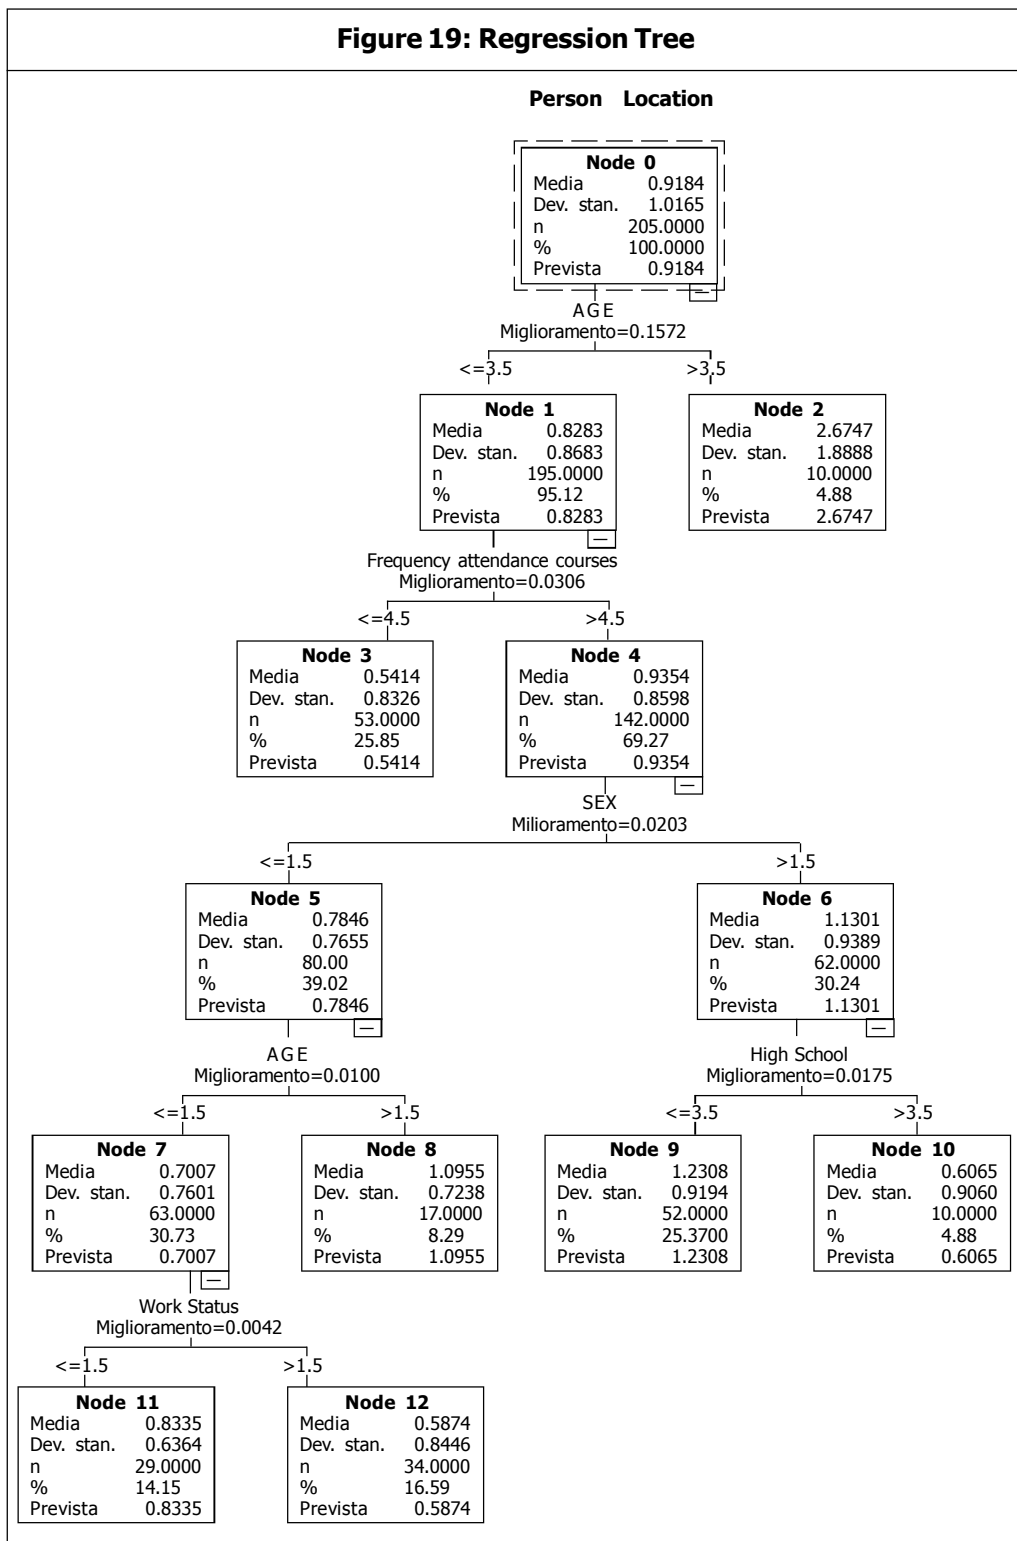 Figure 19: Regression Tree
Person Location
Node 0
Media 0.9184
Dev. stan. 1.0165
n 205.0000
% 100.0000
Prevista 0.9184
AGE
Miglioramento=0.1572
<=3.5 >3.5
Node 1
Media 0.8283
Dev. stan. 0.8683
n 195.0000
% 95.12
Prevista 0.8283
Node 2
Media 2.6747
Dev. stan. 1.8888
n 10.0000
% 4.88
Prevista 2.6747
Frequency attendance courses
Miglioramento=0.0306
<=4.5 >4.5
Node 3
Media 0.5414
Dev. stan. 0.8326
n 53.0000
% 25.85
Prevista 0.5414
Node 4
Media 0.9354
Dev. stan. 0.8598
n 142.0000
% 69.27
Prevista 0.9354
SEX
Milioramento=0.0203
<=1.5 >1.5
Node 5
Media 0.7846
Dev. stan. 0.7655
n 80.00
% 39.02
Prevista 0.7846
Node 6
Media 1.1301
Dev. stan. 0.9389
n 62.0000
% 30.24
Prevista 1.1301
AGE
Miglioramento=0.0100
<=1.5 >1.5
High School
Miglioramento=0.0175
<=3.5 >3.5
Node 7
Media 0.7007
Dev. stan. 0.7601
n 63.0000
% 30.73
Prevista 0.7007
Node 8
Media 1.0955
Dev. stan. 0.7238
n 17.0000
% 8.29
Prevista 1.0955
Node 9
Media 1.2308
Dev. stan. 0.9194
n 52.0000
% 25.3700
Prevista 1.2308
Node 10
Media 0.6065
Dev. stan. 0.9060
n 10.0000
% 4.88
Prevista 0.6065
Work Status
Miglioramento=0.0042
<=1.5 >1.5
Node 11
Media 0.8335
Dev. stan. 0.6364
n 29.0000
% 14.15
Prevista 0.8335
Node 12
Media 0.5874
Dev. stan. 0.8446
n 34.0000
% 16.59
Prevista 0.5874